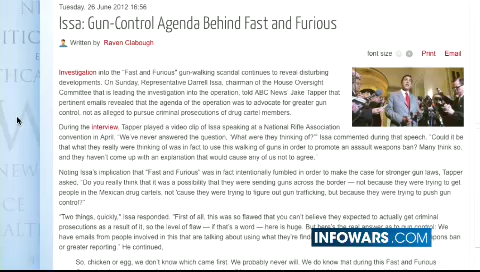 Tuesday, 26 June 2012 16:56
Issa: Gun-Control Agenda Behind Fast and Furious
Written by Raven Clabough
font size Print Email
Investigation into the "Fast and Furious" gun-walking scandal continues to reveal disturbing
developments. On Sunday, Representative Darrell Issa, chairman of the House Oversight
Committee that is leading the investigation into the operation, told ABC News' Jake Tapper that
pertinent emails revealed that the agenda of the operation was to advocate for greater gun
control, not as alleged to pursue criminal prosecutions of drug cartel members.
During the interview, Tapper played a video clip of Issa speaking at a National Rifle Association
convention in April. "We've never answered the question, 'What were they thinking of?'" Issa commented during that speech. "Could it be
that what they really were thinking of was in fact to use this walking of guns in order to promote an assault weapons ban? Many think so,
and they haven't come up with an explanation that would cause any of us not to agree."
Noting Issa's implication that "Fast and Furious" was in fact intentionally fumbled in order to make the case for stronger gun laws, Tapper
asked, "Do you really think that it was a possibility that they were sending guns across the border — not because they were trying to get
people in the Mexican drug cartels, not 'cause they were trying to figure out gun trafficking, but because they were trying to push gun
control?"
"Two things, quickly," Issa responded. "First of all, this was so flawed that you can't believe they expected to actually get criminal
prosecutions as a result of it, so the level of flaw — if that's a word — here is huge. But here's the real answer as to gun control: We
have emails from people involved in this that are talking about using what they're find pons ban
or greater reporting." He continued,
INFOWARS.COM
So, chicken or egg, we don't know which came first. We probably never will. We do know that during this Fast and Furious